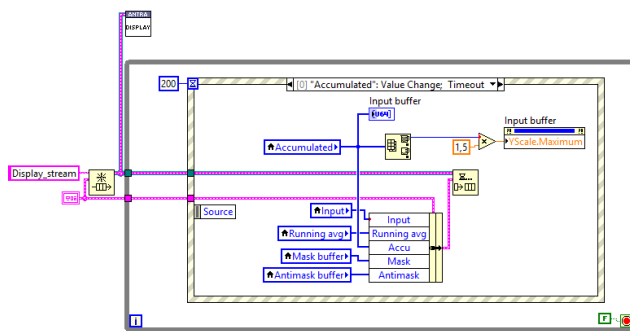 ANTRA
DISPLAY
200
[0] "Accumulated": Value Change; Timeout
Input buffer
[U64]
Input buffer
Accumulated
1,5
YScale.Maximum
Display_stream
Source
Input
Input
Running avg
Running avg
Accu
Mask buffer
Mask
Antimask buffer
Antimask
i
F